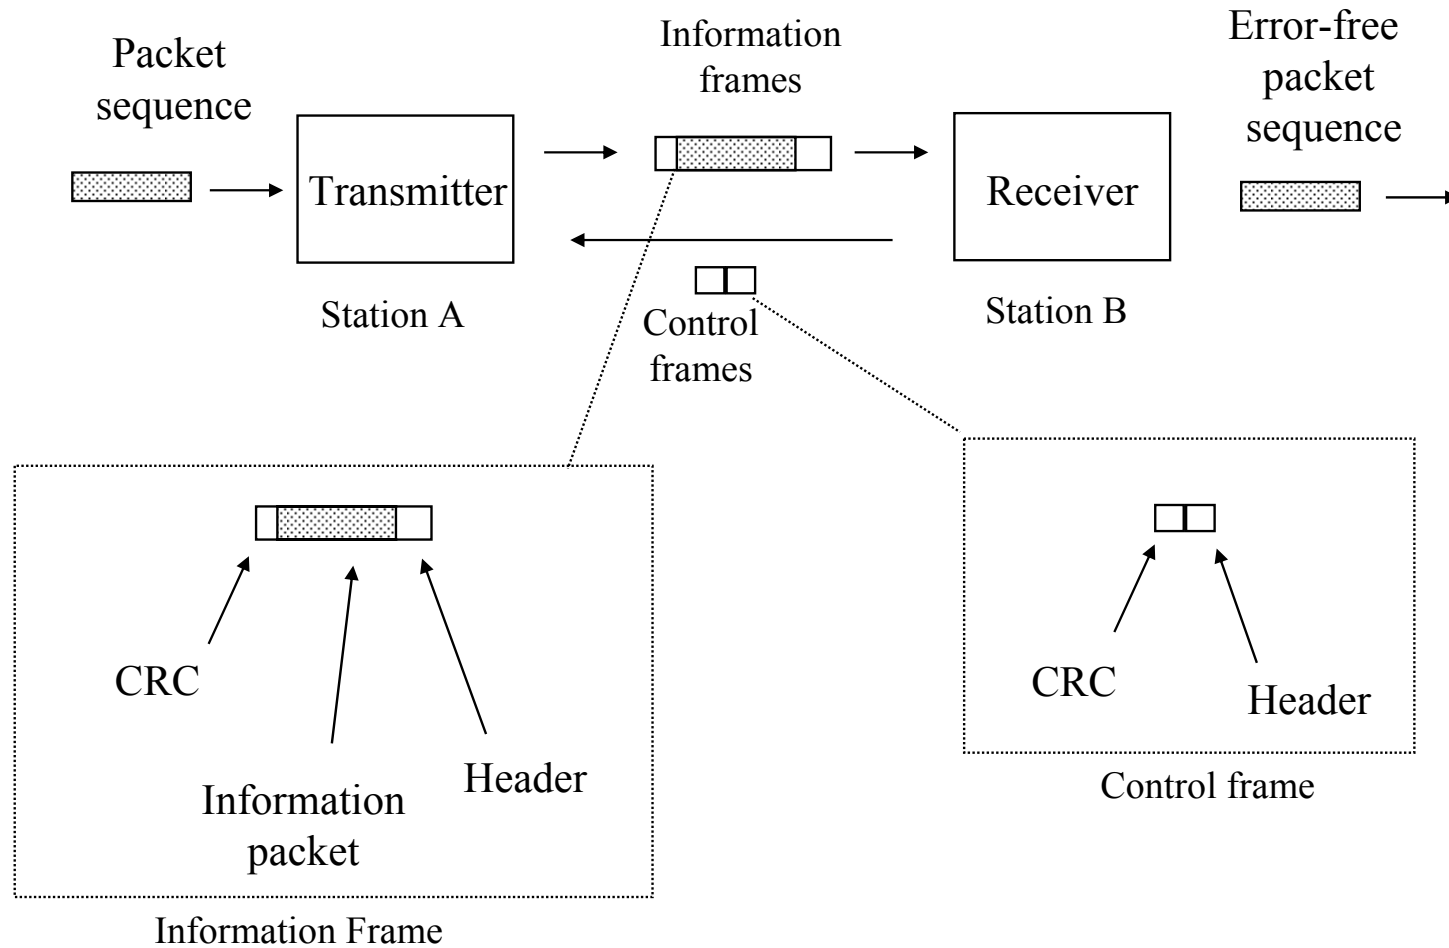 Packet
sequence
Information
frames
Error-free
packet
sequence
Transmitter
Receiver
Station A
Control
frames
Station B
CRC
Information
packet
Header
Information Frame
CRC
Header
Control frame